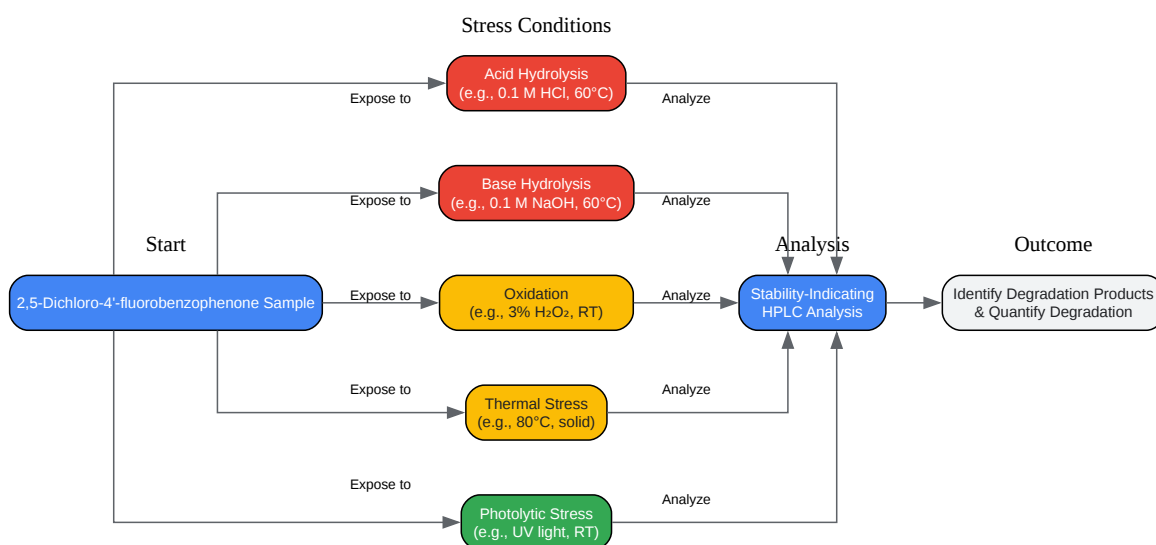 Stress Conditions
Acid Hydrolysis
(e.g., 0.1 M HCl, 60°C)
Expose to
Analyze
Base Hydrolysis
(e.g., 0.1 M NaOH, 60°C)
Expose to
Analyze
Start
Analysis
Outcome
2,5-Dichloro-4'-fluorobenzophenone Sample
Expose to
Oxidation
(e.g., 3% H₂O₂, RT)
Analyze
Stability-Indicating
HPLC Analysis
Identify Degradation Products
& Quantify Degradation
Expose to
Thermal Stress
(e.g., 80°C, solid)
Analyze
Expose to
Photolytic Stress
(e.g., UV light, RT)
Analyze